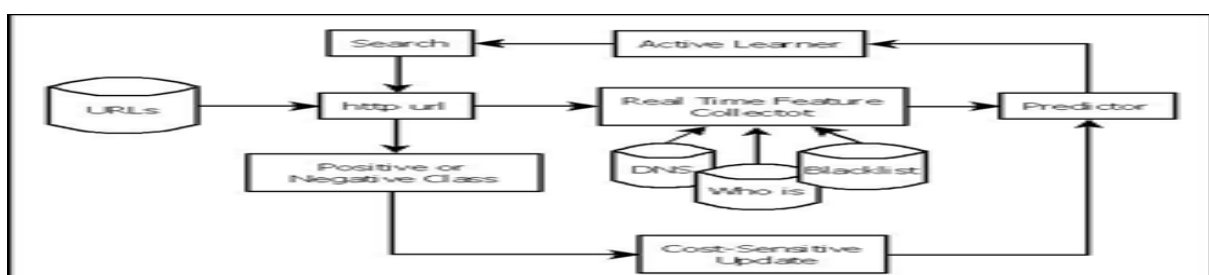 Search
Active Learner
URLs
http url
Real Time Feature
Collectot
Predictor
Positive or
Negative Class
DNS
Who is
Blacklist
Cost-Sensitive
Update